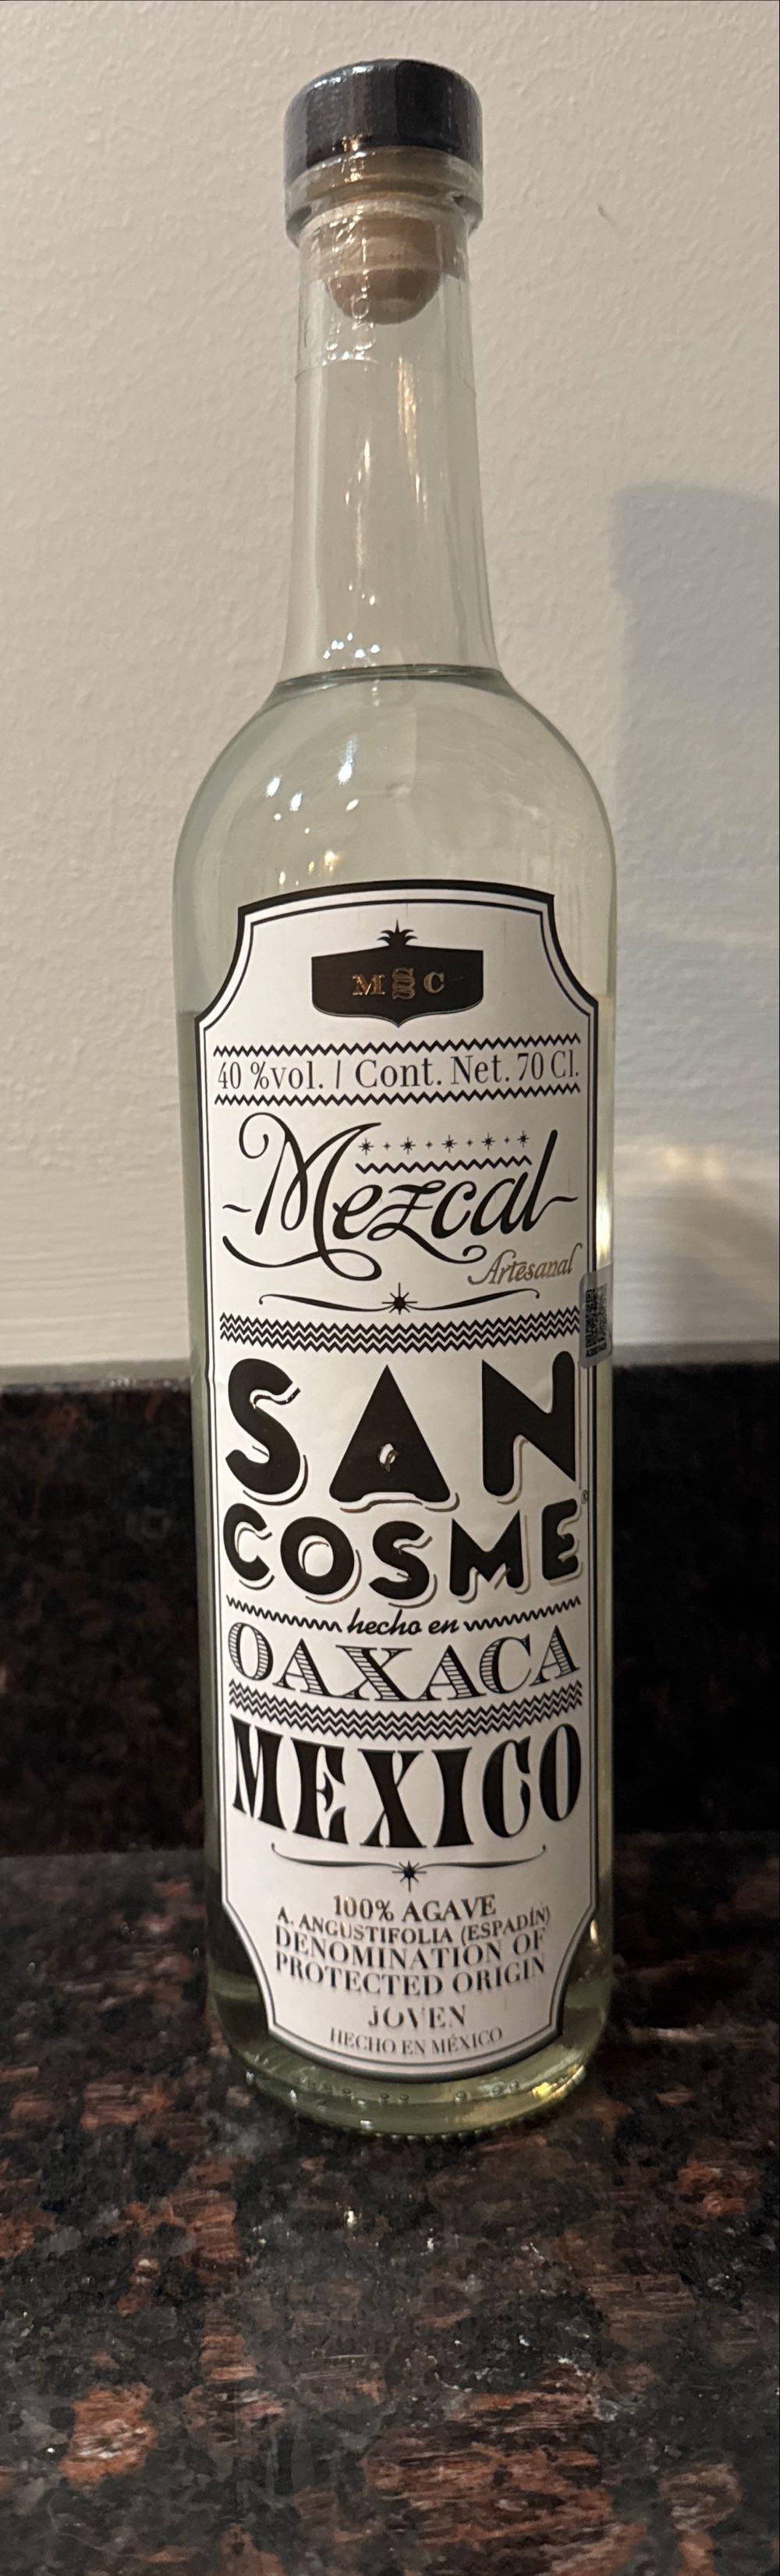 M S C
40 %vol. / Cont. Net. 70 Cl.
Mezcal
Artesanal
SAN
COSME
hecho en
OAXACA
MEXICO
100% AGAVE
A. ANGUSTIFOLIA (ESPADÍN)
DENOMINATION OF
PROTECTED ORIGIN
JOVEN
HECHO EN MÉXICO